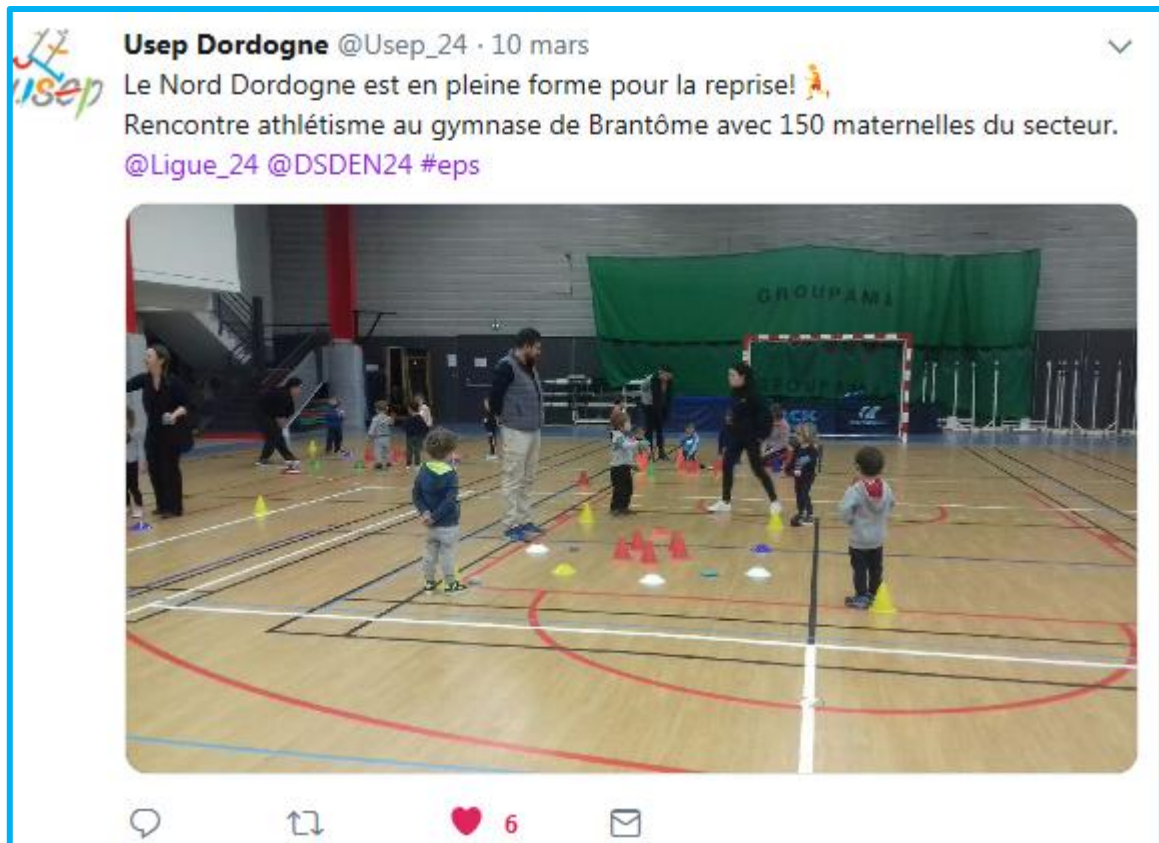 usep
Usep Dordogne @Usep_24 · 10 mars
Le Nord Dordogne est en pleine forme pour la reprise! 🏃
Rencontre athlétisme au gymnase de Brantôme avec 150 maternelles du secteur.
@Ligue_24 @DSDEN24 #eps
GROUPAMA
GROUPAMA
6